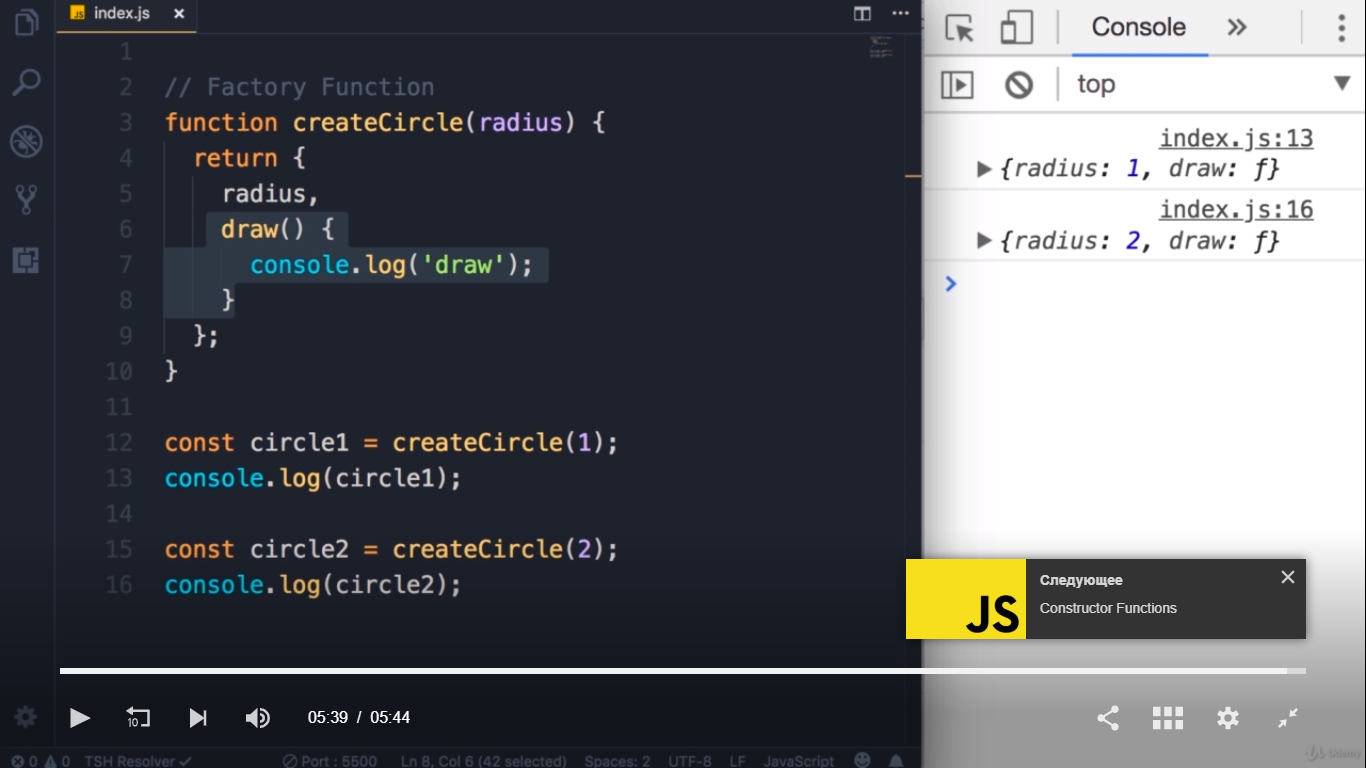 JS index.js ×
1
2 // Factory Function
3 function createCircle(radius) {
4 return {
5 radius,
6 draw() {
7 console.log('draw');
8 }
9 };
10 }
11
12 const circle1 = createCircle(1);
13 console.log(circle1);
14
15 const circle2 = createCircle(2);
16 console.log(circle2);
Console »
top
index.js:13
{radius: 1, draw: ƒ}
index.js:16
{radius: 2, draw: ƒ}
JS
Следующее
Constructor Functions
10
05:39 / 05:44
0 0 TSH Resolver Port : 5500 Ln 8, Col 6 (42 selected) Spaces: 2 UTF-8 LF JavaScript
Udemy